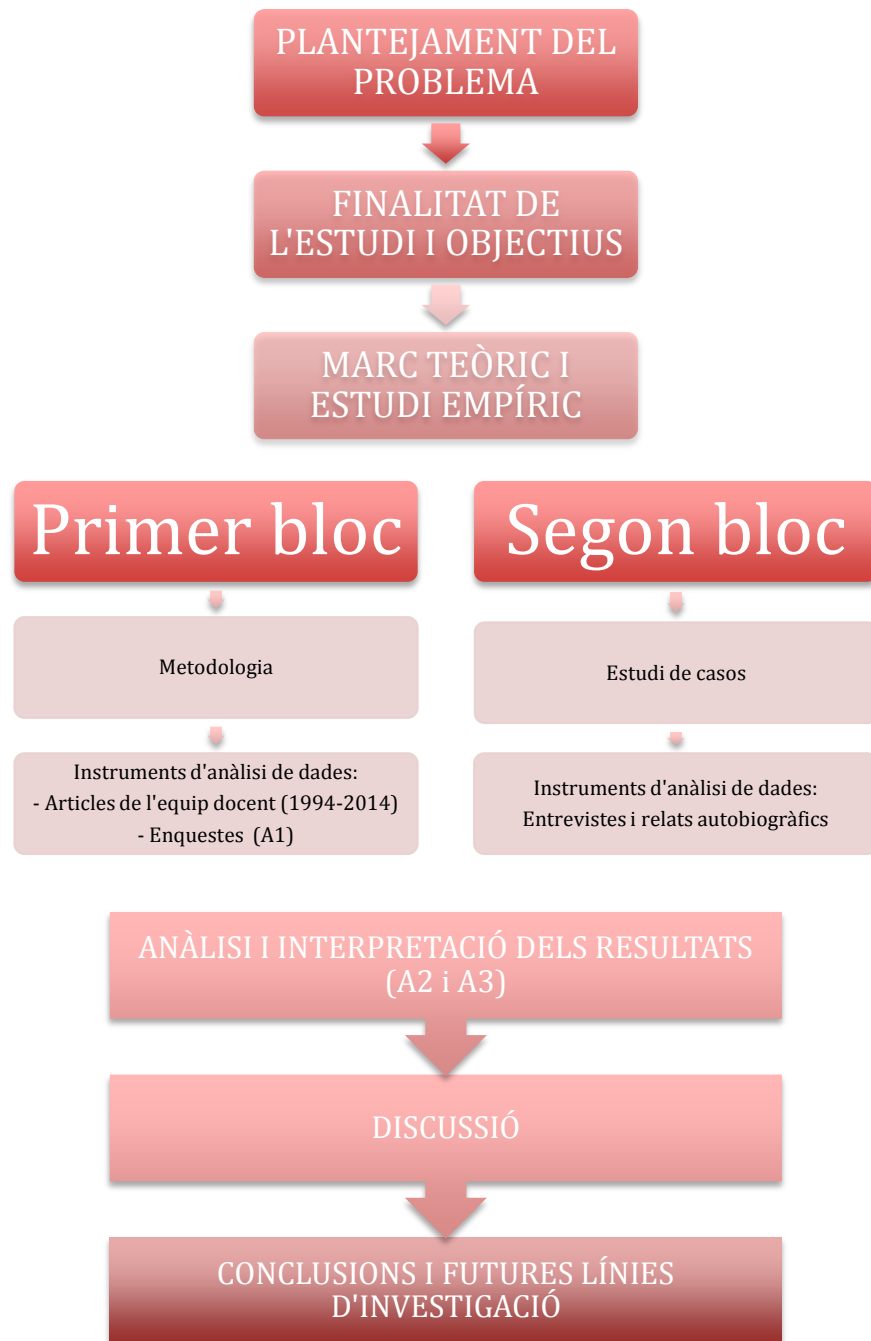 PLANTEJAMENT DEL
PROBLEMA
FINALITAT DE
L'ESTUDI I OBJECTIUS
MARC TEÒRIC I
ESTUDI EMPÍRIC
Primer bloc
Metodologia
Instruments d'anàlisi de dades:
- Articles de l'equip docent (1994-2014)
- Enquestes (A1)
Segon bloc
Estudi de casos
Instruments d'anàlisi de dades:
Entrevistes i relats autobiogràfics
ANÀLISI I INTERPRETACIÓ DELS RESULTATS
(A2 i A3)
DISCUSSIÓ
CONCLUSIONS I FUTURES LÍNIES
D'INVESTIGACIÓ